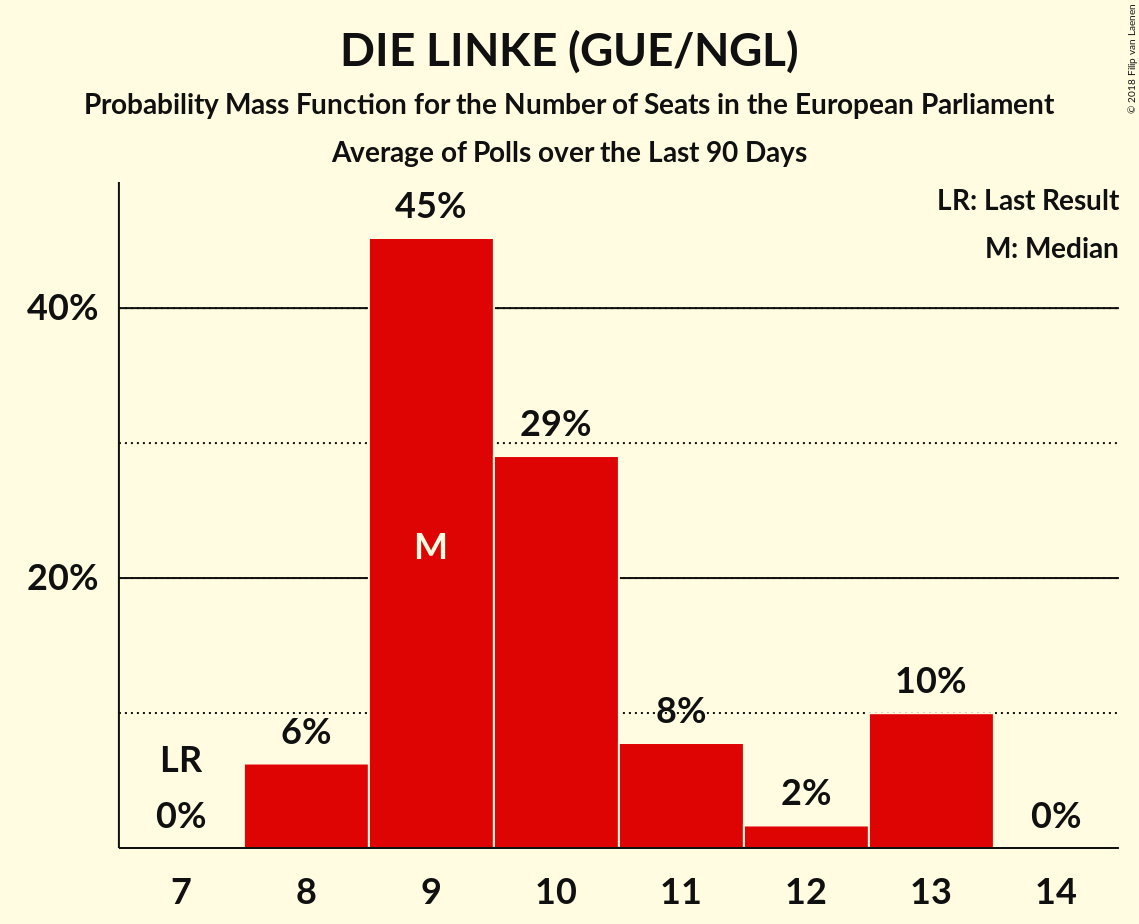 DIE LINKE (GUE/NGL)
Probability Mass Function for the Number of Seats in the European Parliament
Average of Polls over the Last 90 Days
© 2018 Filip van Laenen
LR: Last Result
M: Median
45%
40%
29%
M
20%
10%
8%
6%
LR
2%
0%
0%
7 8 9 10 11 12 13 14